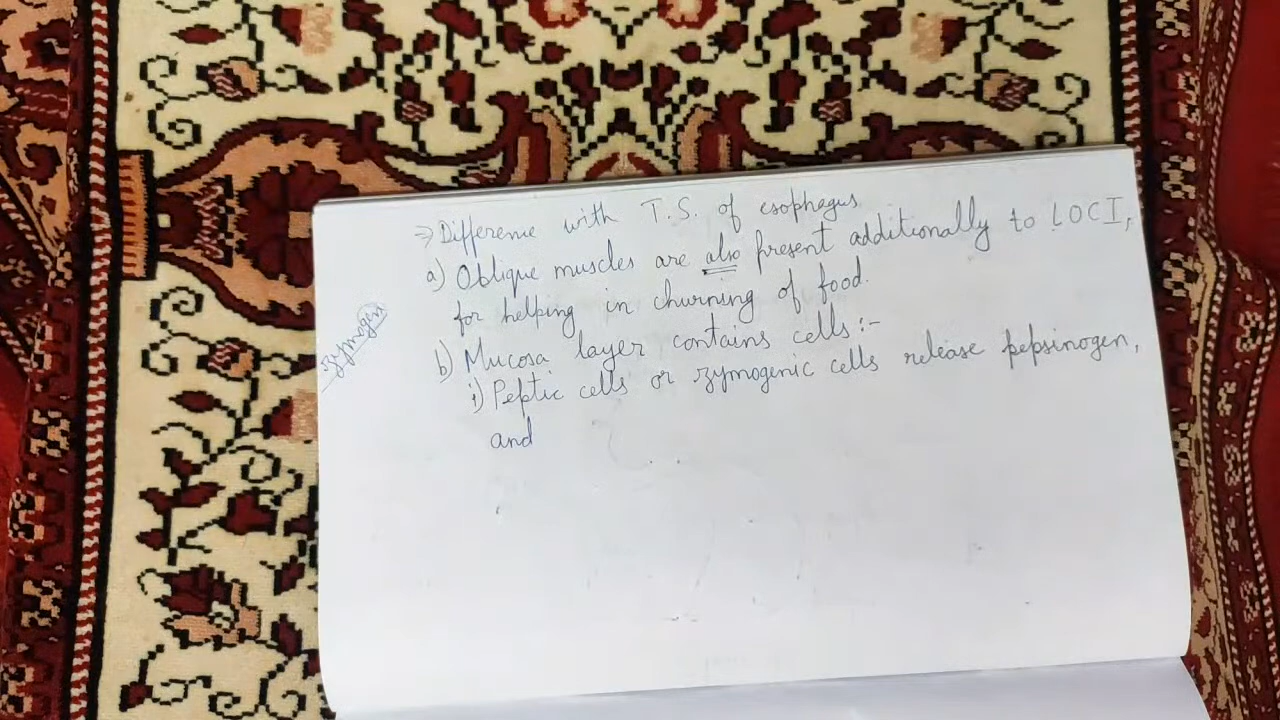 ⇒ Difference with T.S. of esophagus
a) Oblique muscles are also present additionally to LOCI,
for helping in churning of food.
b) Mucosa layer contains cells :-
i) Peptic cells or zymogenic cells release pepsinogen,
and
zymogen